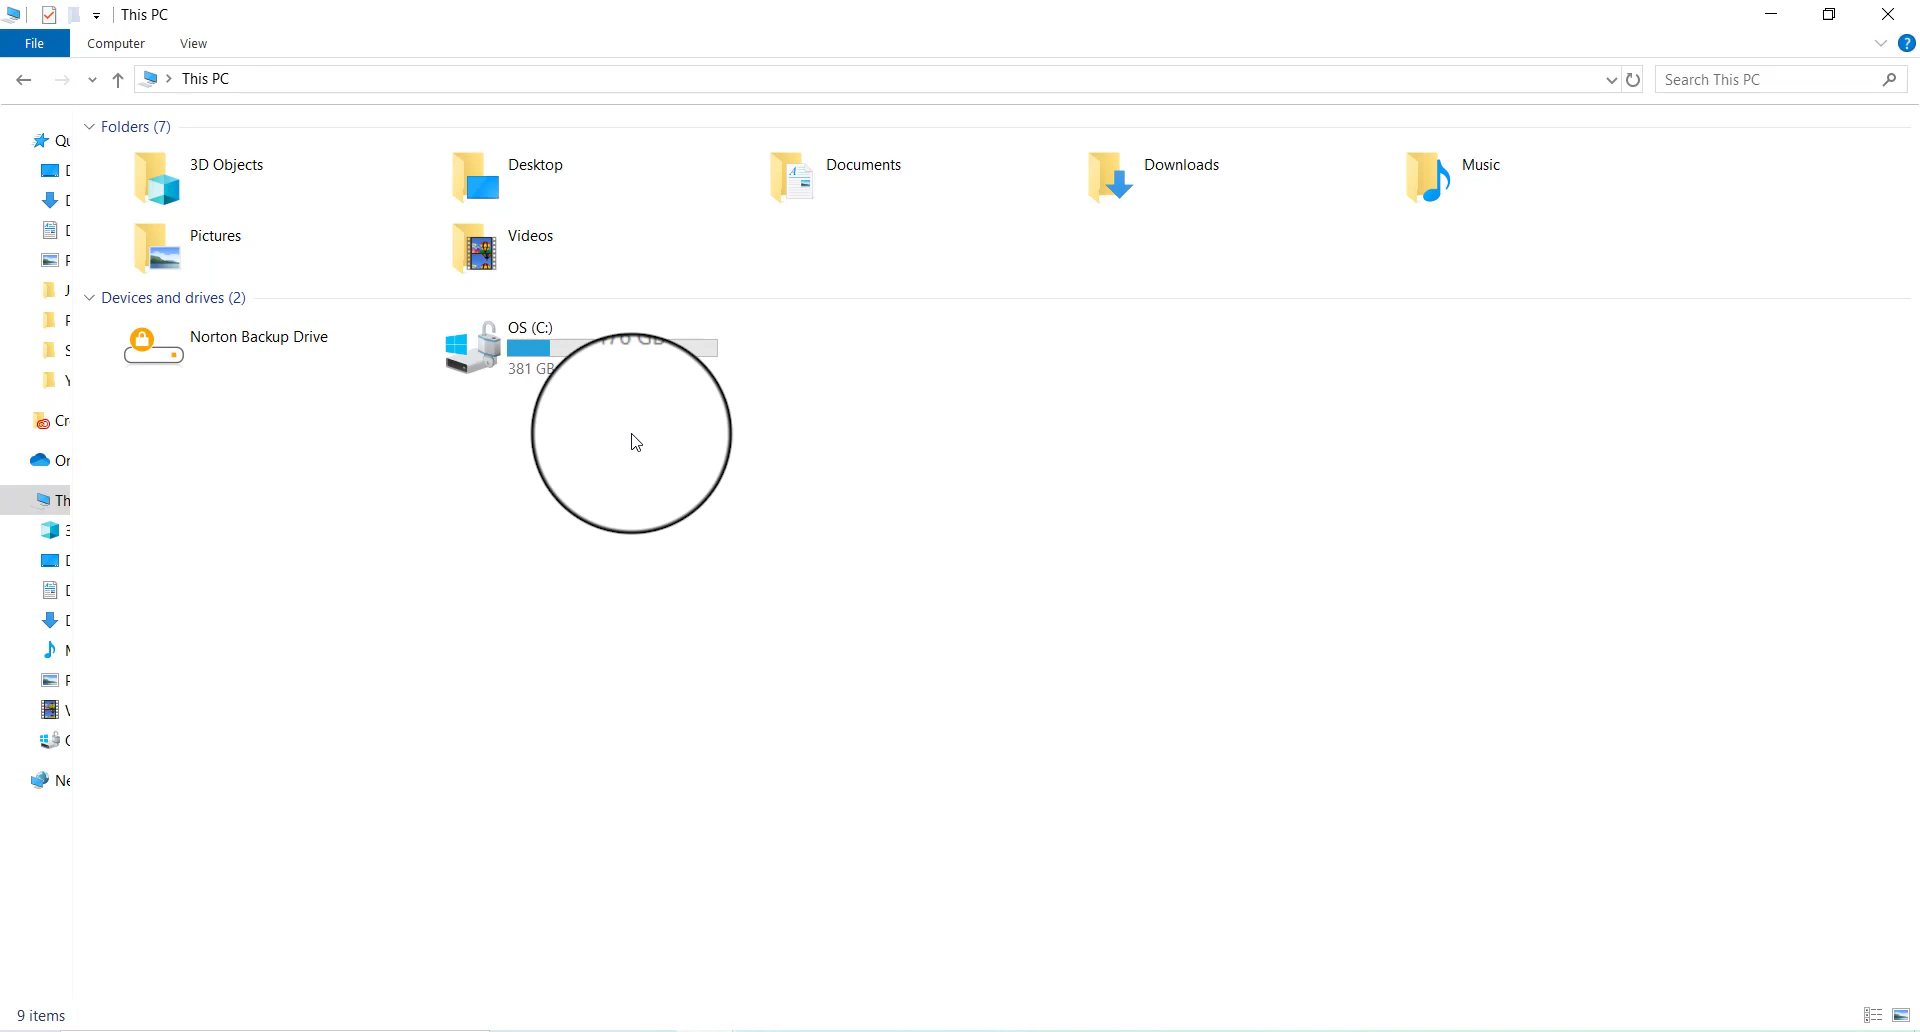 This PC
File Computer View
This PC
Search This PC
Folders (7)
3D Objects
Desktop
Documents
Downloads
Music
Pictures
Videos
Devices and drives (2)
Norton Backup Drive
OS (C:)
381 GB
9 items